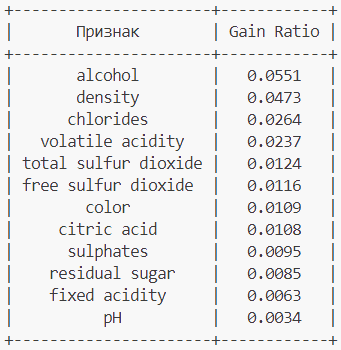 Признак Gain Ratio
alcohol 0.0551
density 0.0473
chlorides 0.0264
volatile acidity 0.0237
total sulfur dioxide 0.0124
free sulfur dioxide 0.0116
color 0.0109
citric acid 0.0108
sulphates 0.0095
residual sugar 0.0085
fixed acidity 0.0063
pH 0.0034